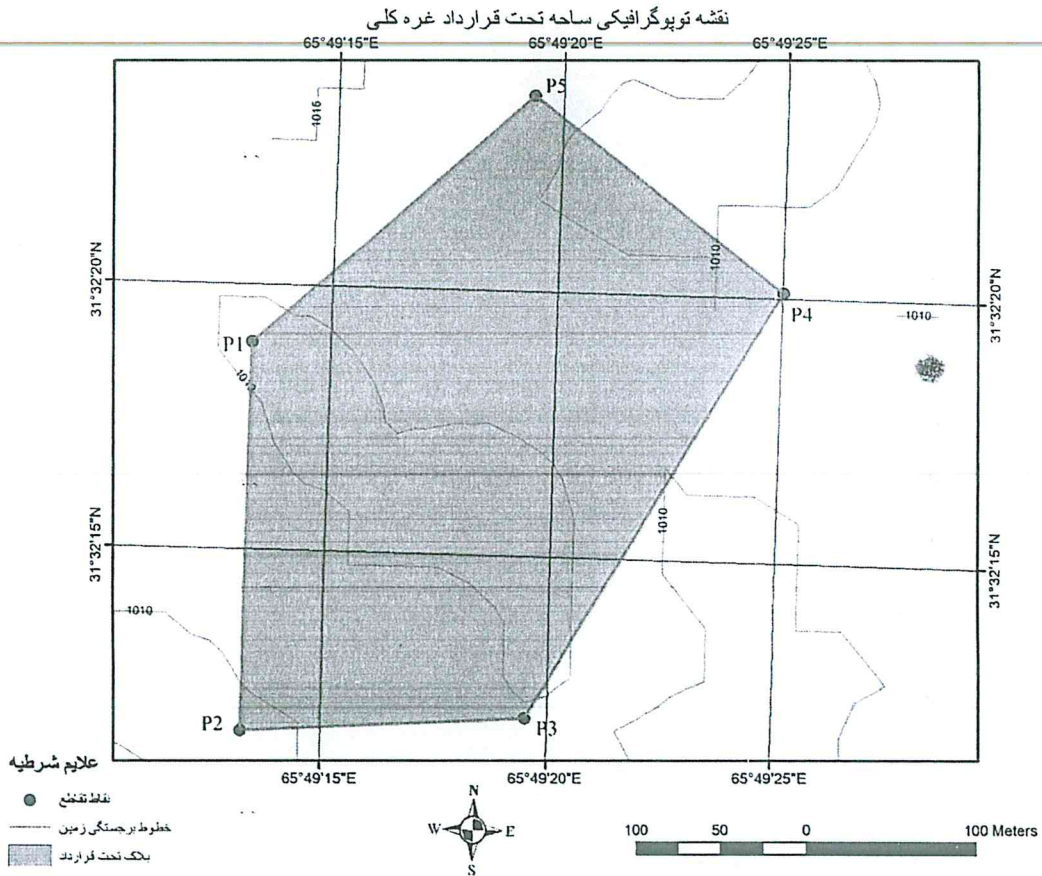 نقشه توپوگرافیکی ساحه تحت قرارداد غره کلی
65°49'15"E 65°49'20"E 65°49'25"E
1016
P5
31°32'20"N
1010
31°32'20"N
P4
1010
P1
1012
1010
31°32'15"N
31°32'15"N
1010
P2
P3
65°49'15"E 65°49'20"E 65°49'25"E
علایم شرطیه
نقاط تقاطع
خطوط برجستگی زمین
بلاک تحت قرارداد
N
W E
S
100 50 0 100 Meters